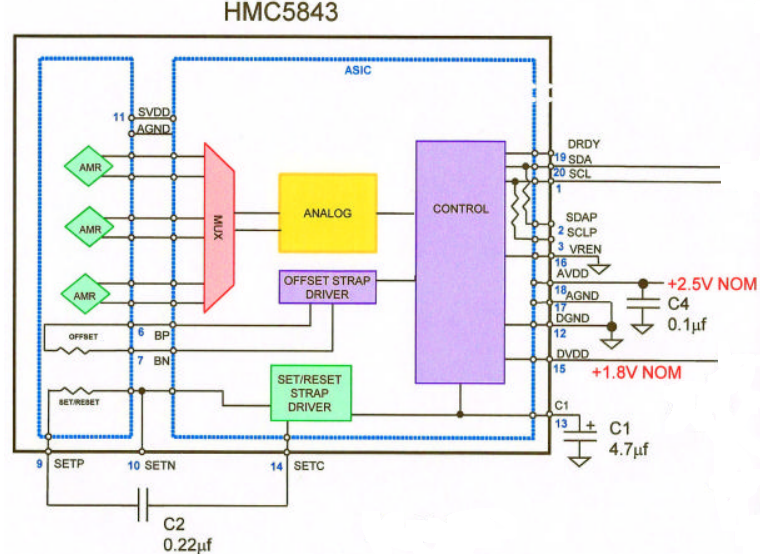 HMC5843
ASIC
11 SVDD
AGND
AMR
AMR
AMR
MUX
ANALOG
OFFSET STRAP
DRIVER
CONTROL
DRDY
19
SDA
20 SCL
1
SDAP
2 SCLP
3 VREN
16
AVDD
+2.5V NOM
18
AGND
17
DGND
12
C4
0.1µf
DVDD
15
+1.8V NOM
OFFSET
6 BP
7 BN
SET/RESET
SET/RESET
STRAP
DRIVER
C1
13
+
C1
4.7µf
9 SETP
10 SETN
14 SETC
C2
0.22µf